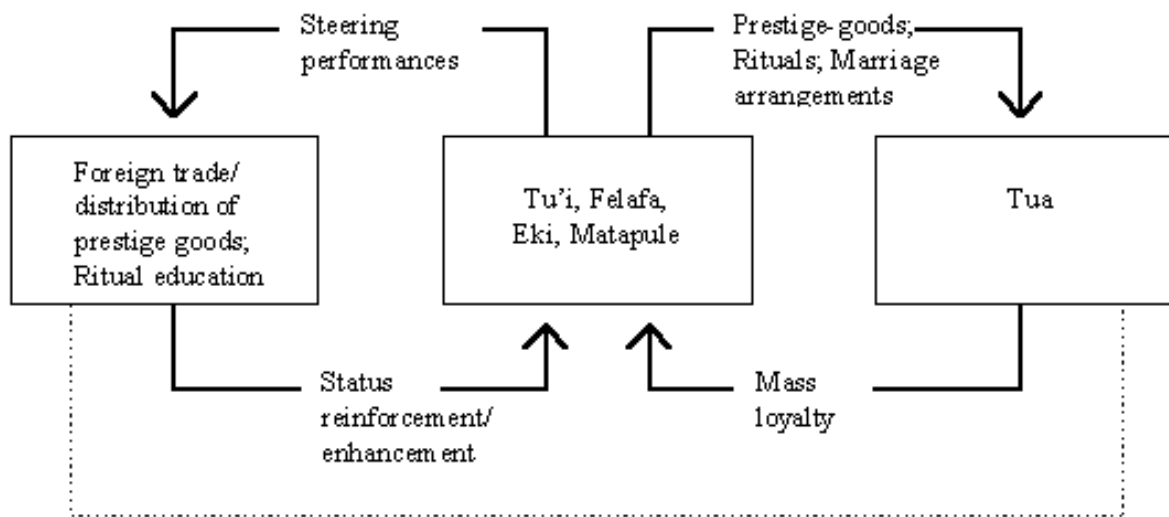 Steering
performances
Prestige-goods;
Rituals; Marriage
arrangements
Foreign trade/
distribution of
prestige goods;
Ritual education
Tu’i, Felafa,
Eki, Matapule
Tua
Status
reinforcement/
enhancement
Mass
loyalty